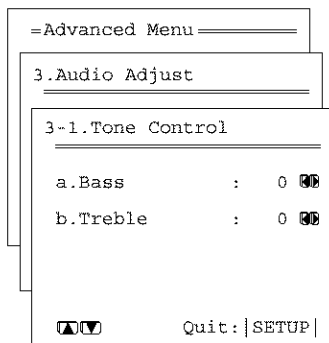 =Advanced Menu
3.Audio Adjust
3-1.Tone Control
a.Bass : 0
b.Treble : 0
Quit:|SETUP|